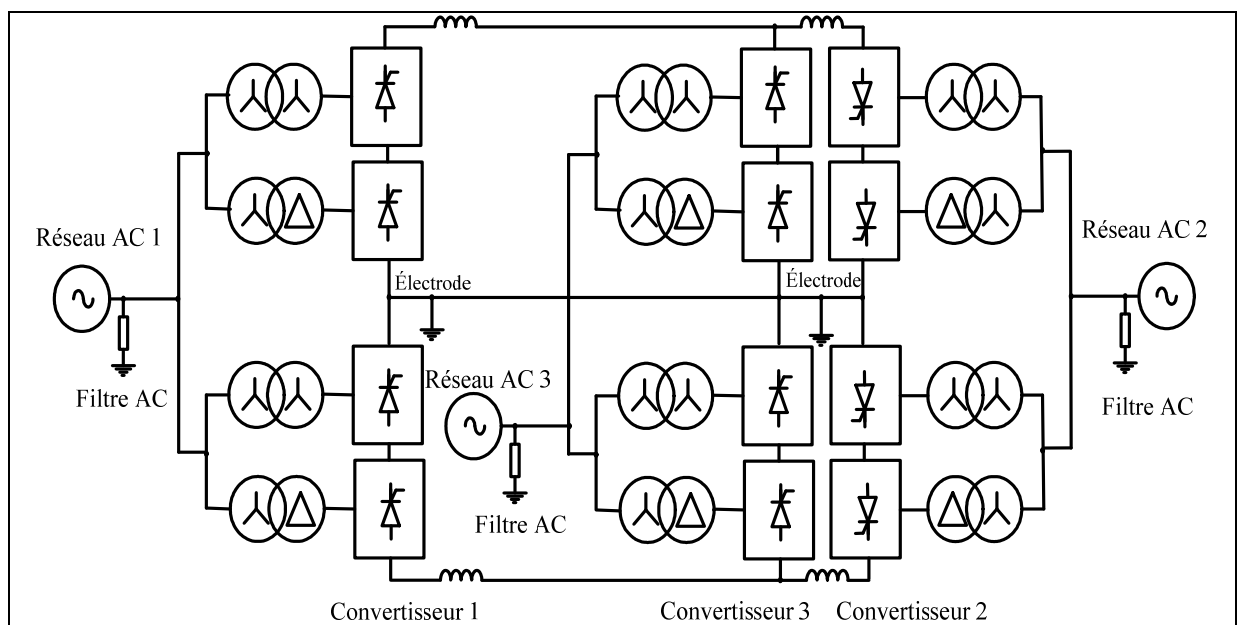 Réseau AC 1
Réseau AC 2
Électrode
Électrode
Filtre AC
Réseau AC 3
Filtre AC
Filtre AC
Convertisseur 1
Convertisseur 3
Convertisseur 2